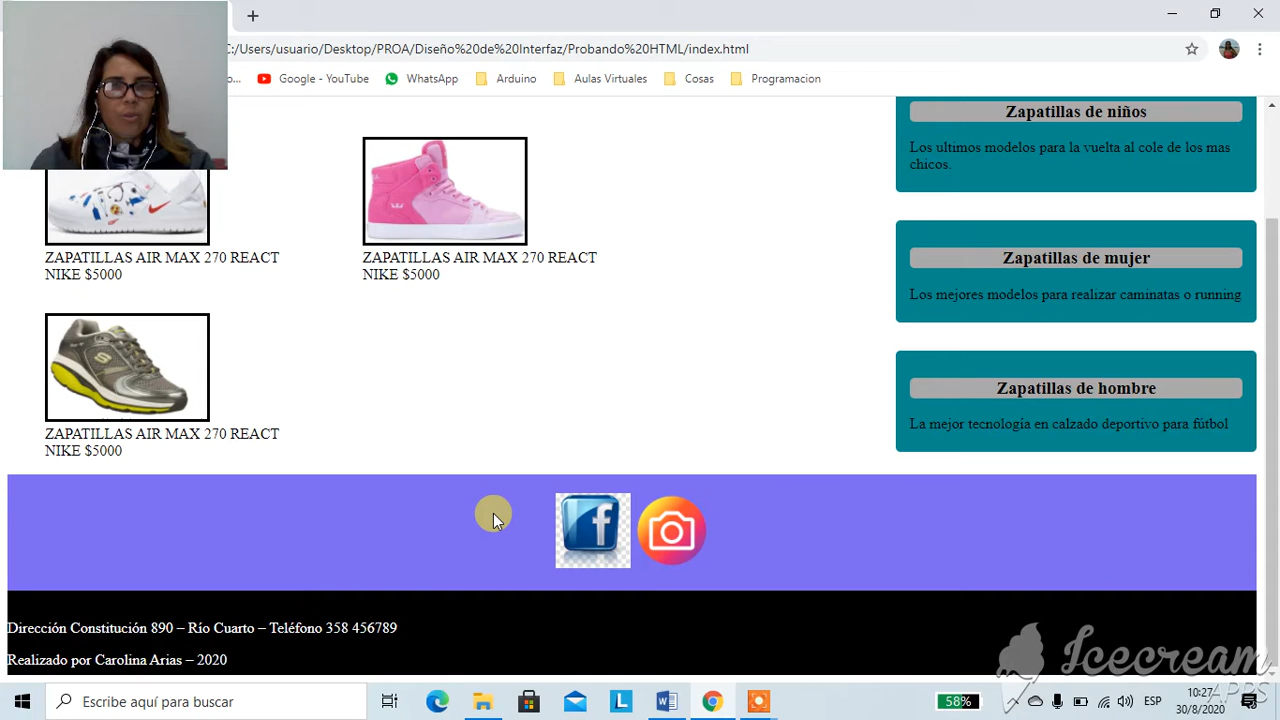 C:/Users/usuario/Desktop/PROA/Diseño%20de%20Interfaz/Probando%20HTML/index.html
o...
Google - YouTube
WhatsApp
Arduino
Aulas Virtuales
Cosas
Programacion
Zapatillas de niños
Los ultimos modelos para la vuelta al cole de los mas
chicos.
ZAPATILLAS AIR MAX 270 REACT
NIKE $5000
ZAPATILLAS AIR MAX 270 REACT
NIKE $5000
Zapatillas de mujer
Los mejores modelos para realizar caminatas o running
ZAPATILLAS AIR MAX 270 REACT
NIKE $5000
Zapatillas de hombre
La mejor tecnología en calzado deportivo para fútbol
f
Dirección Constitución 890 – Río Cuarto – Teléfono 358 456789
Realizado por Carolina Arias – 2020
Icecream
APPS
Escribe aquí para buscar
L
58%
ESP
10:27
30/8/2020